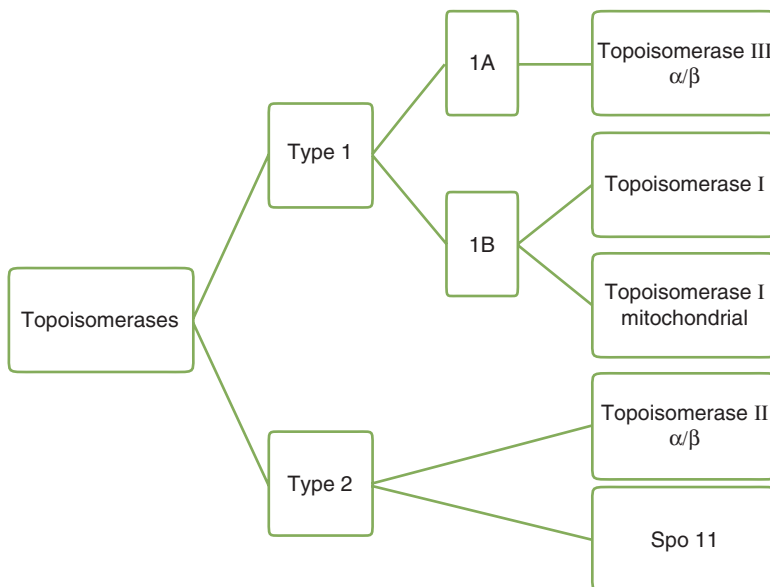 Topoisomerases
Type 1
1A
Topoisomerase III
α/β
1B
Topoisomerase I
Topoisomerase I
mitochondrial
Type 2
Topoisomerase II
α/β
Spo 11